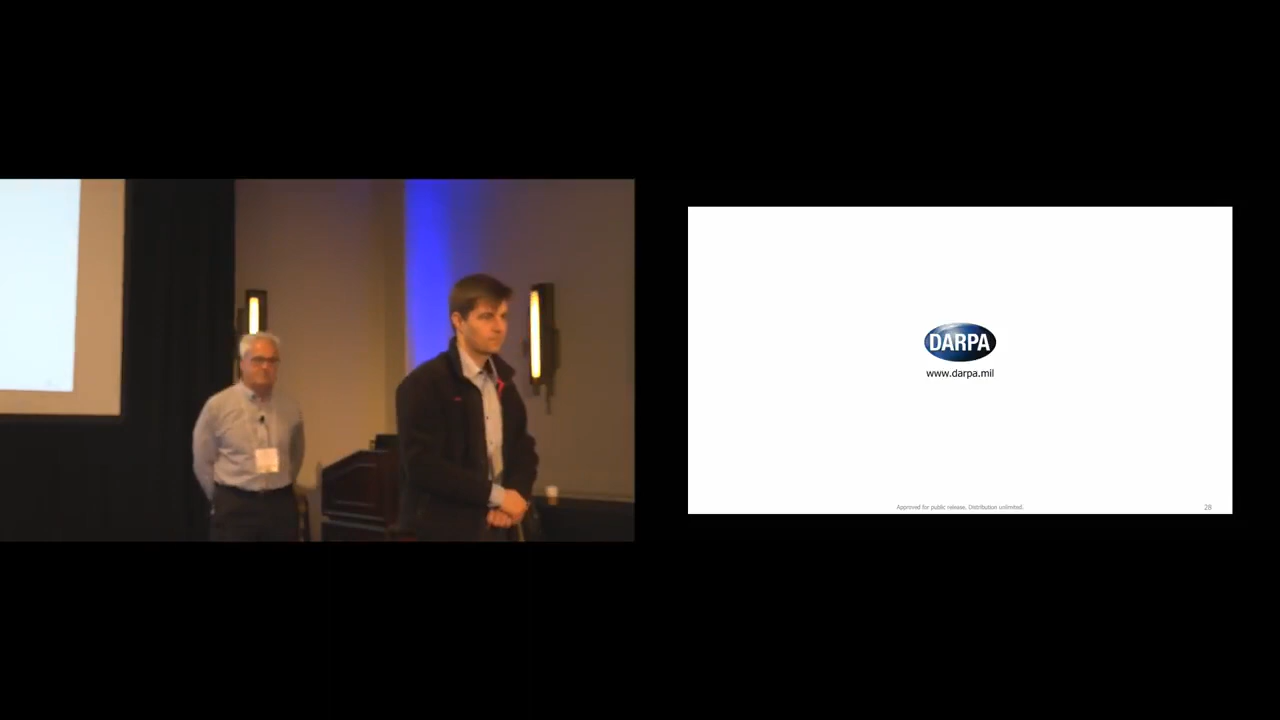 DARPA
www.darpa.mil
Approved for public release. Distribution unlimited.
28